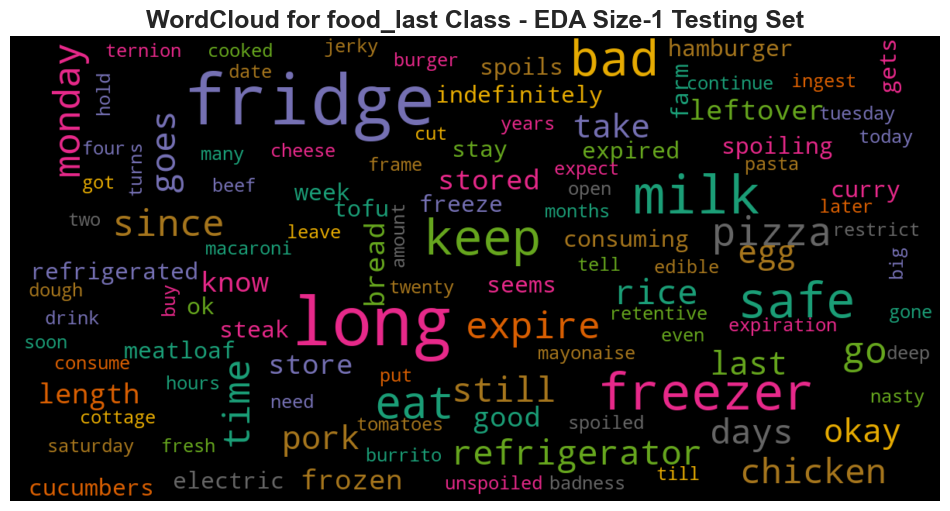 WordCloud for food_last Class - EDA Size-1 Testing Set
ternion cooked jerky hamburger
burger bad gets
monday hold date spoils farm continue ingest
fridge indefinitely leftover tuesday
goes cut years take today
four turns many cheese stay expired spoiling
frame expect pasta
got beef week stored open milk curry
tofu freeze months later
two since leave amount keep consuming pizza restrict
macaroni bread tell edible egg big
refrigerated know twenty seems rice
dough buy ok long retentive safe gone
drink steak expire even expiration
soon meatloaf mayonaise go deep
consume time store put last
length hours need eat still freezer nasty
cottage good
tomatoes spoiled days okay
saturday fresh pork burrito refrigerator till
cucumbers electric frozen unspoiled badness chicken